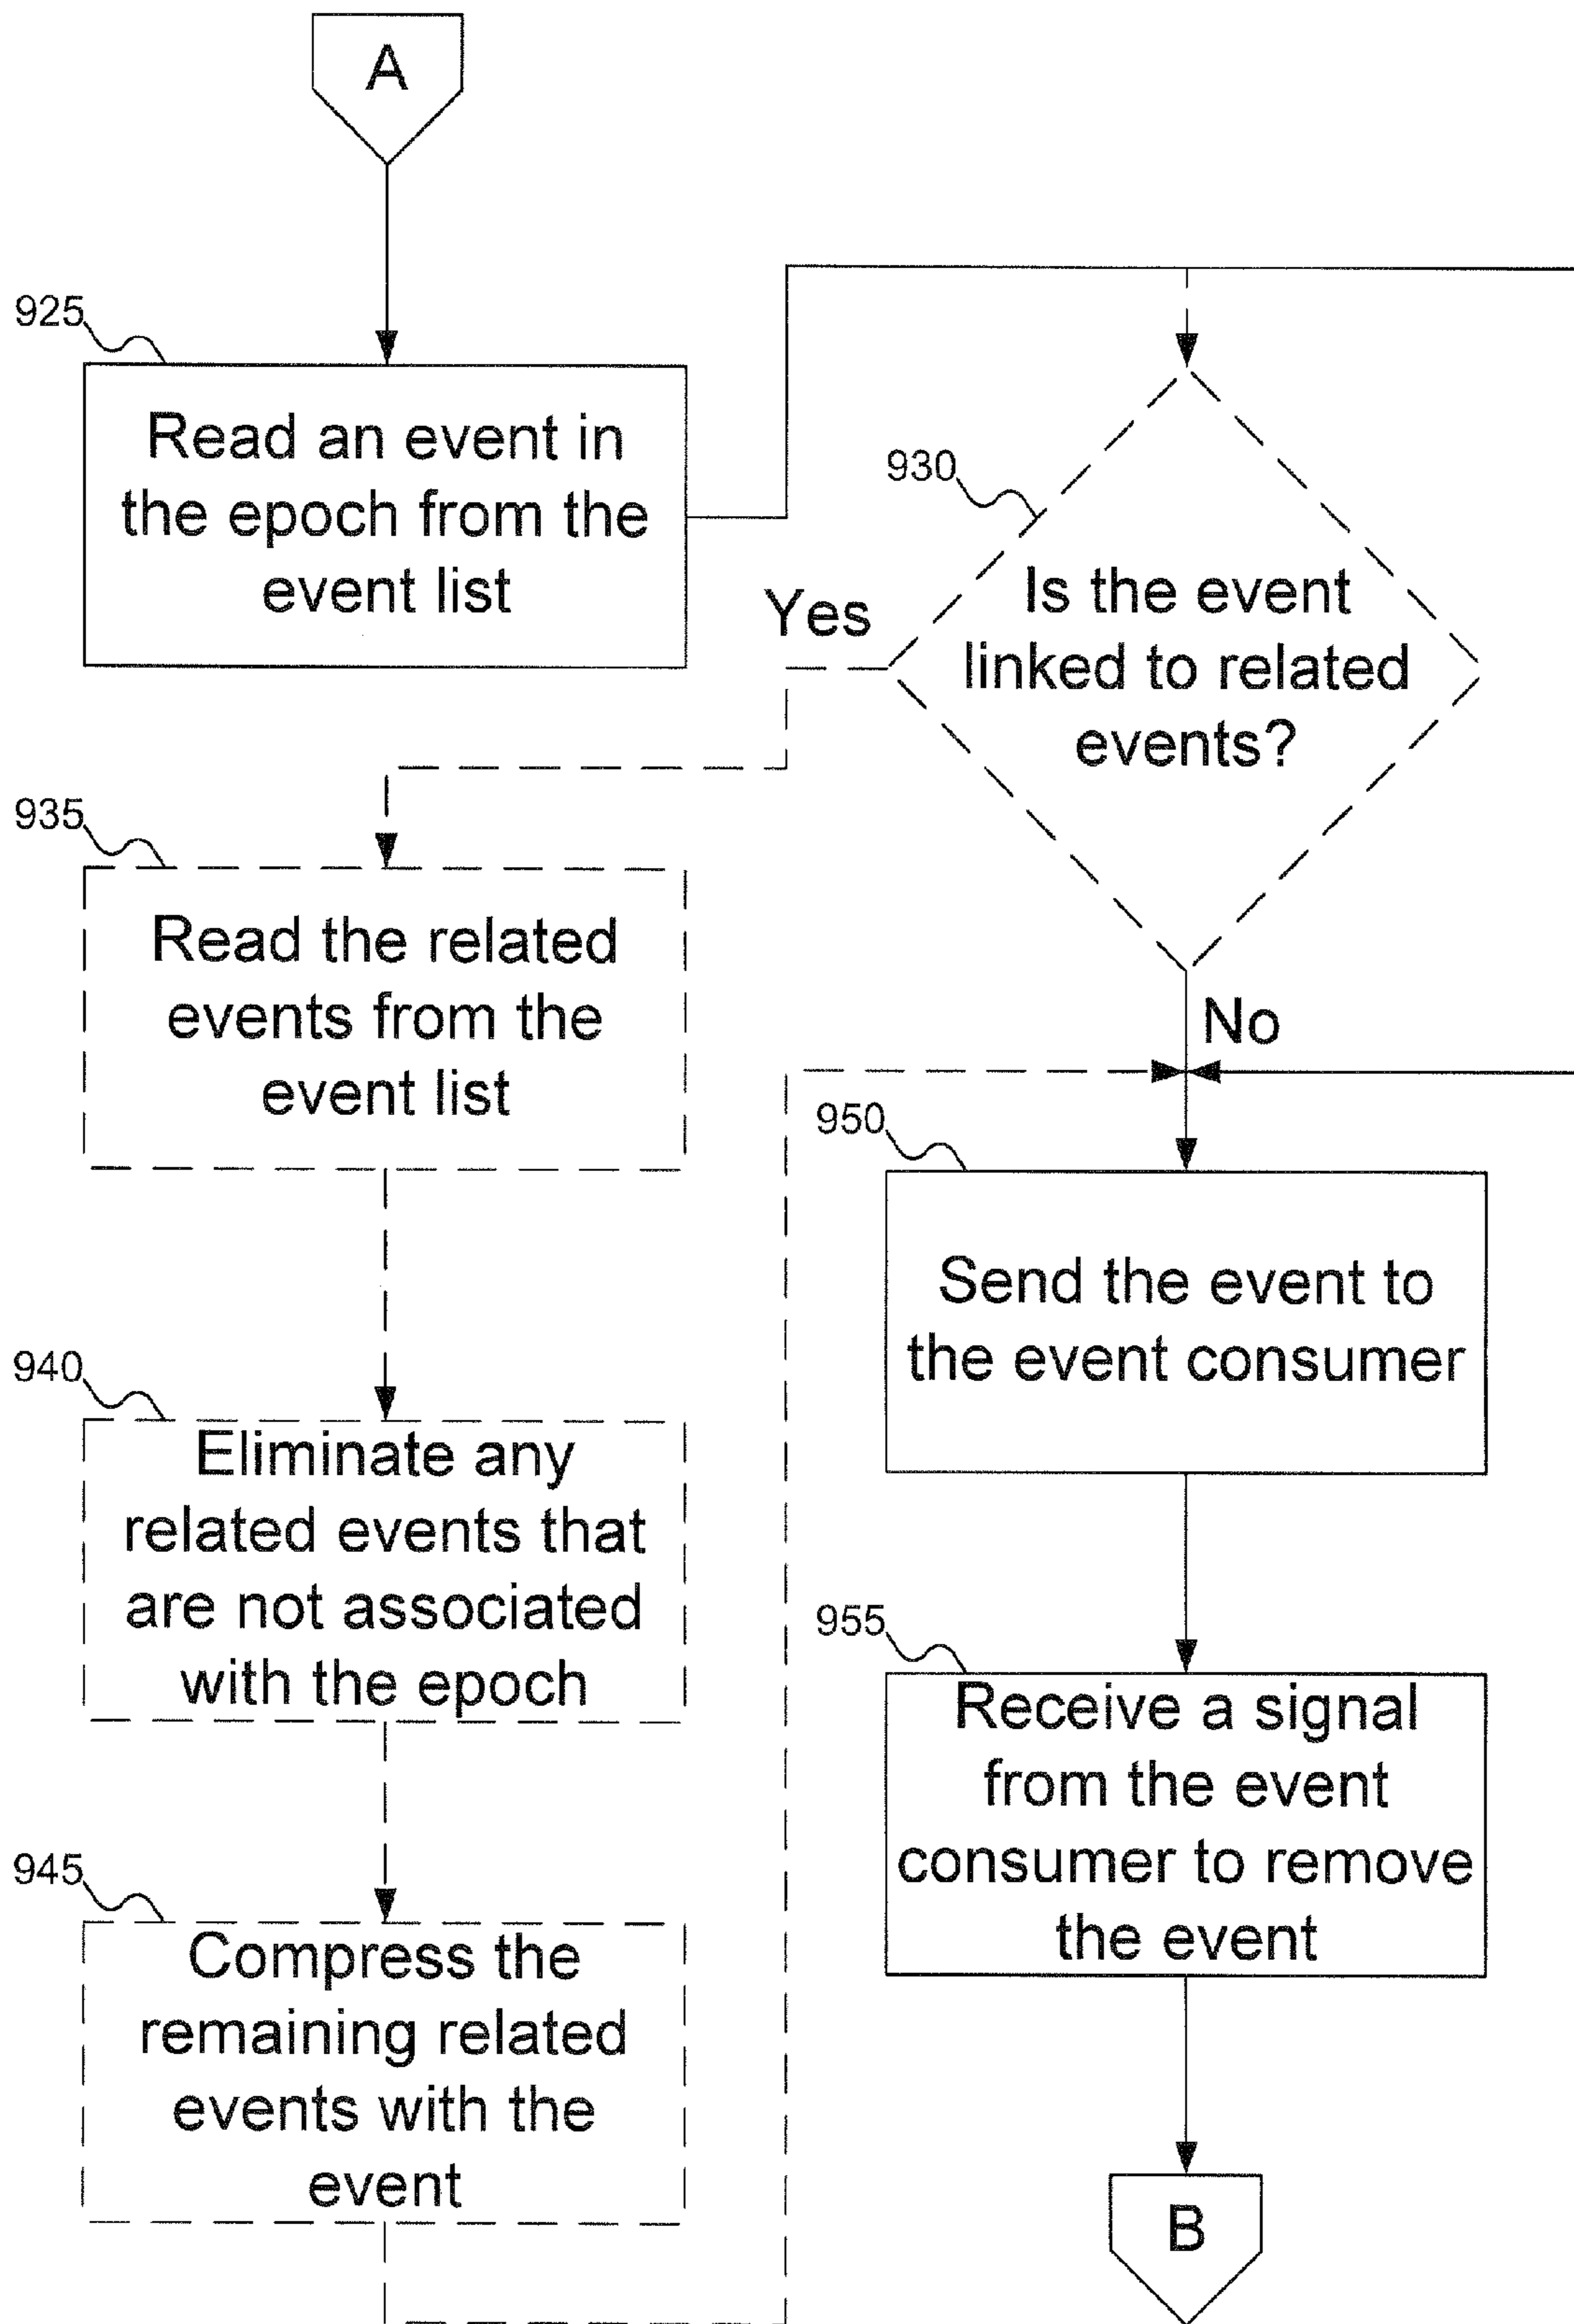 A
925
Read an event in
the epoch from the
event list
930
Is the event
linked to related
events?
Yes
No
935
Read the related
events from the
event list
940
Eliminate any
related events that
are not associated
with the epoch
945
Compress the
remaining related
events with the
event
950
Send the event to
the event consumer
955
Receive a signal
from the event
consumer to remove
the event
B